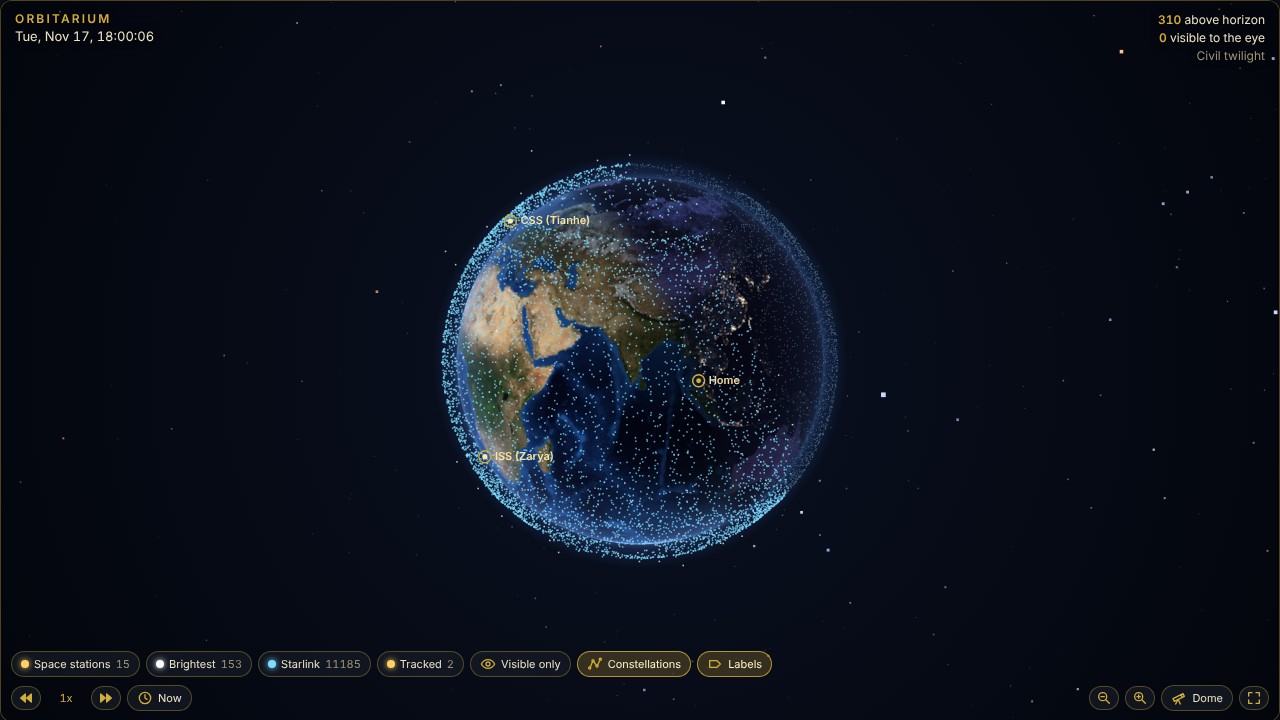 ORBITARIUM
Tue, Nov 17, 18:00:06
310 above horizon
0 visible to the eye
Civil twilight
CSS (Tianhe)
Home
ISS (Zarya)
Space stations 15
Brightest 153
Starlink 11185
Tracked 2
Visible only
Constellations
Labels
1x
Now
Dome